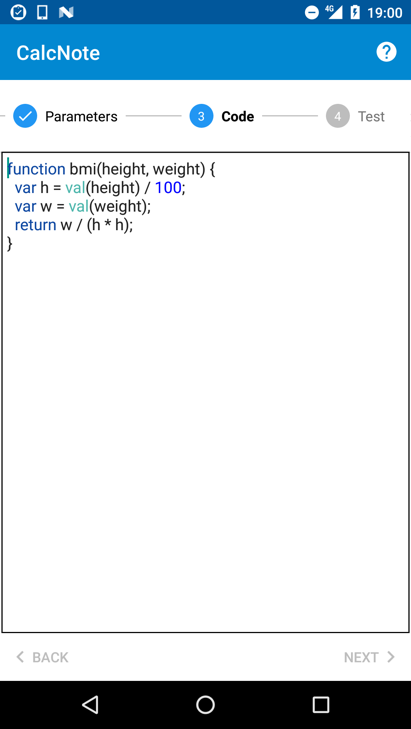 4G 19:00
CalcNote ?
Parameters 3 Code 4 Test
function bmi(height, weight) {
  var h = val(height) / 100;
  var w = val(weight);
  return w / (h * h);
}
BACK NEXT